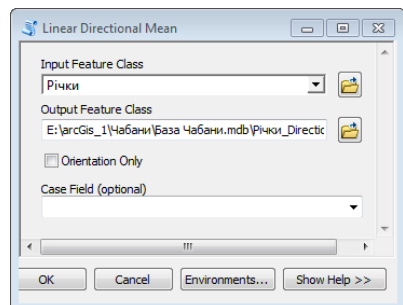 Linear Directional Mean
Input Feature Class
Річки
Output Feature Class
E:\arcGis_1\Чабани\База Чабани.mdb\Річки_Directic
Orientation Only
Case Field (optional)
OK
Cancel
Environments...
Show Help >>